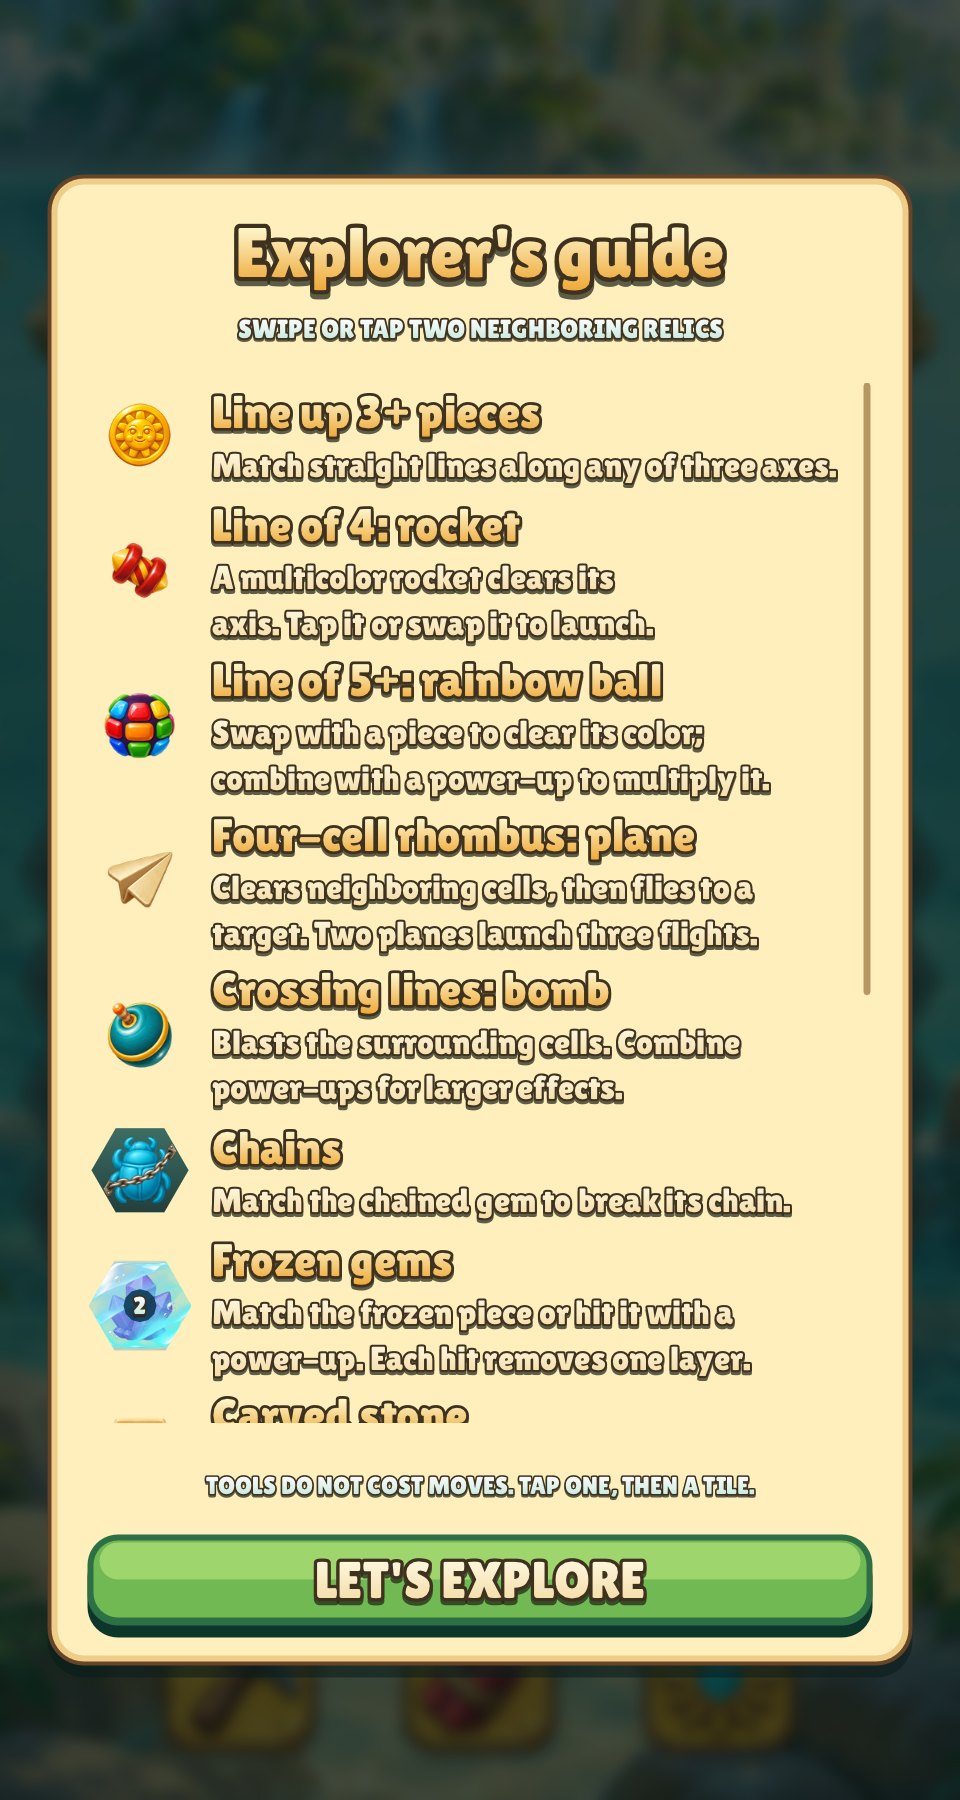 Explorer's guide
SWIPE OR TAP TWO NEIGHBORING RELICS
Line up 3+ pieces
Match straight lines along any of three axes.
Line of 4: rocket
A multicolor rocket clears its
axis. Tap it or swap it to launch.
Line of 5+: rainbow ball
Swap with a piece to clear its color;
combine with a power-up to multiply it.
Four-cell rhombus: plane
Clears neighboring cells, then flies to a
target. Two planes launch three flights.
Crossing lines: bomb
Blasts the surrounding cells. Combine
power-ups for larger effects.
Chains
Match the chained gem to break its chain.
Frozen gems
2
Match the frozen piece or hit it with a
power-up. Each hit removes one layer.
Carved stone
TOOLS DO NOT COST MOVES. TAP ONE, THEN A TILE.
LET'S EXPLORE